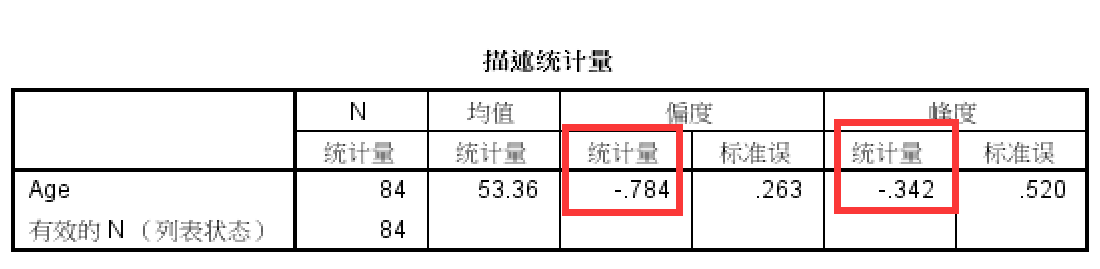 描述统计量
N 均值 偏度 峰度
统计量 统计量 统计量 标准误 统计量 标准误
Age 84 53.36 -.784 .263 -.342 .520
有效的 N （列表状态） 84